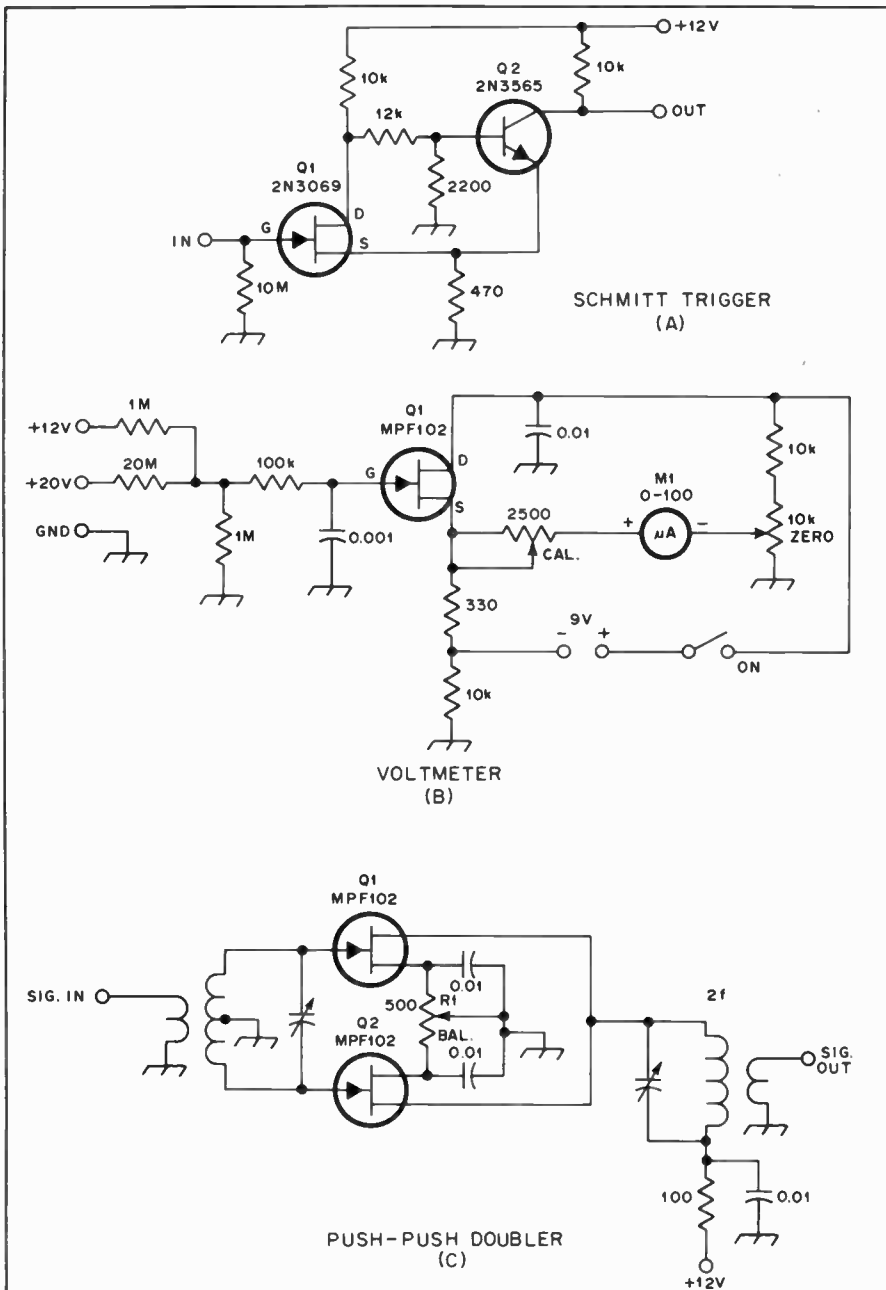 +12V
Q2
2N3565
10k
10k
OUT
12k
Q1
2N3069
2200
D
G
S
IN
10M
470
SCHMITT TRIGGER
(A)
1M
+12V
Q1
MPF102
20M
100k
+20V
G
D
0.01
10k
M1
0-100
S
2500
+
µA
-
10k
ZERO
GND
1M
0.001
CAL.
330
9V
- +
ON
10k
VOLTMETER
(B)
Q1
MPF102
SIG. IN
0.01
500
R1
BAL.
Q2
MPF102
0.01
2f
SIG.
OUT
100
0.01
PUSH-PUSH DOUBLER
(C)
+12V